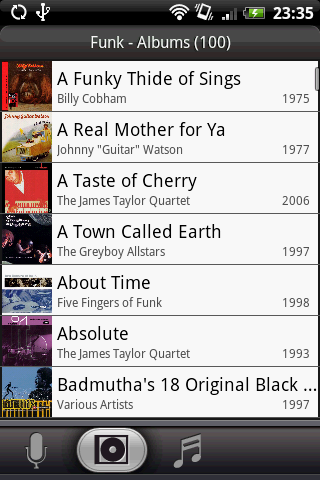 23:35
Funk - Albums (100)
A Funky Thide of Sings
Billy Cobham 1975
A Real Mother for Ya
Johnny "Guitar" Watson 1977
A Taste of Cherry
The James Taylor Quartet 2006
A Town Called Earth
The Greyboy Allstars 1997
About Time
Five Fingers of Funk 1998
Absolute
The James Taylor Quartet 1993
Badmutha's 18 Original Black ...
Various Artists 1997